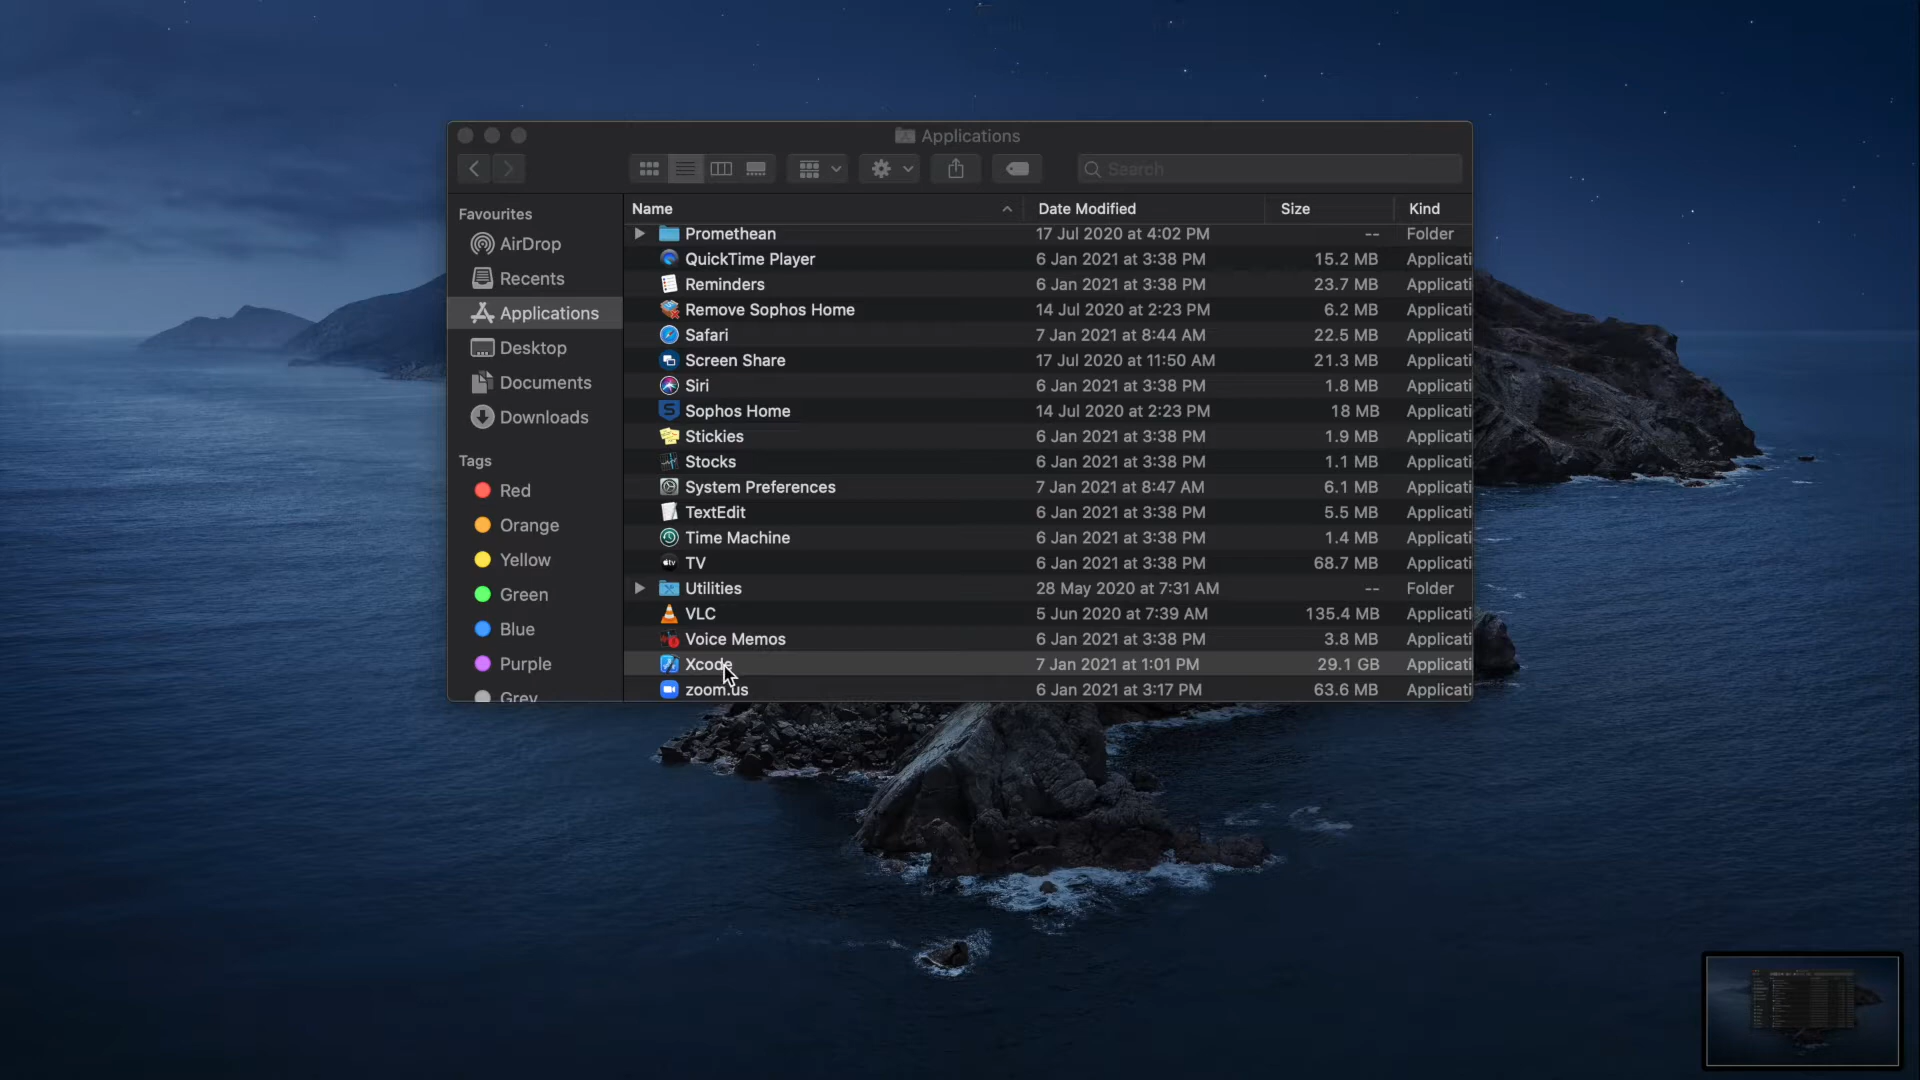 Applications
Search
Name Date Modified Size Kind
Favourites
AirDrop
Recents
Applications
Desktop
Documents
Downloads
Tags
Red
Orange
Yellow
Green
Blue
Purple
Grey
Promethean 17 Jul 2020 at 4:02 PM -- Folder
QuickTime Player 6 Jan 2021 at 3:38 PM 15.2 MB Applicati
Reminders 6 Jan 2021 at 3:38 PM 23.7 MB Applicati
Remove Sophos Home 14 Jul 2020 at 2:23 PM 6.2 MB Applicati
Safari 7 Jan 2021 at 8:44 AM 22.5 MB Applicati
Screen Share 17 Jul 2020 at 11:50 AM 21.3 MB Applicati
Siri 6 Jan 2021 at 3:38 PM 1.8 MB Applicati
Sophos Home 14 Jul 2020 at 2:23 PM 18 MB Applicati
Stickies 6 Jan 2021 at 3:38 PM 1.9 MB Applicati
Stocks 6 Jan 2021 at 3:38 PM 1.1 MB Applicati
System Preferences 7 Jan 2021 at 8:47 AM 6.1 MB Applicati
TextEdit 6 Jan 2021 at 3:38 PM 5.5 MB Applicati
Time Machine 6 Jan 2021 at 3:38 PM 1.4 MB Applicati
TV 6 Jan 2021 at 3:38 PM 68.7 MB Applicati
Utilities 28 May 2020 at 7:31 AM -- Folder
VLC 5 Jun 2020 at 7:39 AM 135.4 MB Applicati
Voice Memos 6 Jan 2021 at 3:38 PM 3.8 MB Applicati
Xcode 7 Jan 2021 at 1:01 PM 29.1 GB Applicati
zoom.us 6 Jan 2021 at 3:17 PM 63.6 MB Applicati